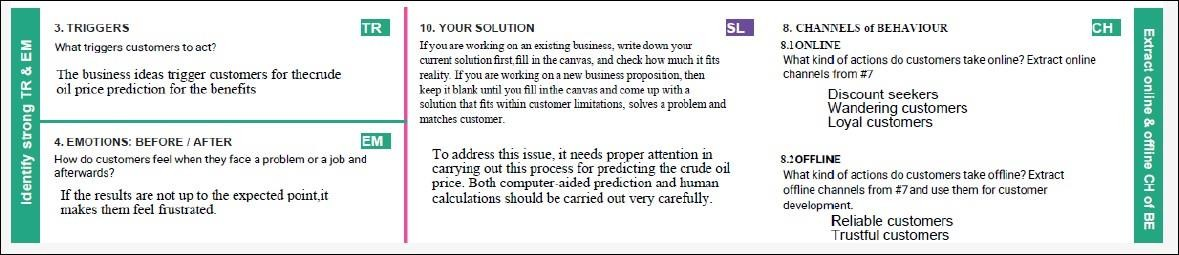 Identify strong TR & EM
3. TRIGGERS
TR
What triggers customers to act?
The business ideas trigger customers for thecrude
oil price prediction for the benefits
4. EMOTIONS: BEFORE / AFTER
EM
How do customers feel when they face a problem or a job and
afterwards?
If the results are not up to the expected point,it
makes them feel frustrated.
10. YOUR SOLUTION
SL
If you are working on an existing business, write down your
current solution first,fill in the canvas, and check how much it fits
reality. If you are working on a new business proposition, then
keep it blank until you fill in the canvas and come up with a
solution that fits within customer limitations, solves a problem and
matches customer.
To address this issue, it needs proper attention in
carrying out this process for predicting the crude oil
price. Both computer-aided prediction and human
calculations should be carried out very carefully.
8. CHANNELS of BEHAVIOUR
CH
8.1 ONLINE
What kind of actions do customers take online? Extract online
channels from #7
Discount seekers
Wandering customers
Loyal customers
8.2 OFFLINE
What kind of actions do customers take offline? Extract
offline channels from #7 and use them for customer
development.
Reliable customers
Trustful customers
Extract online & offline CH of BE